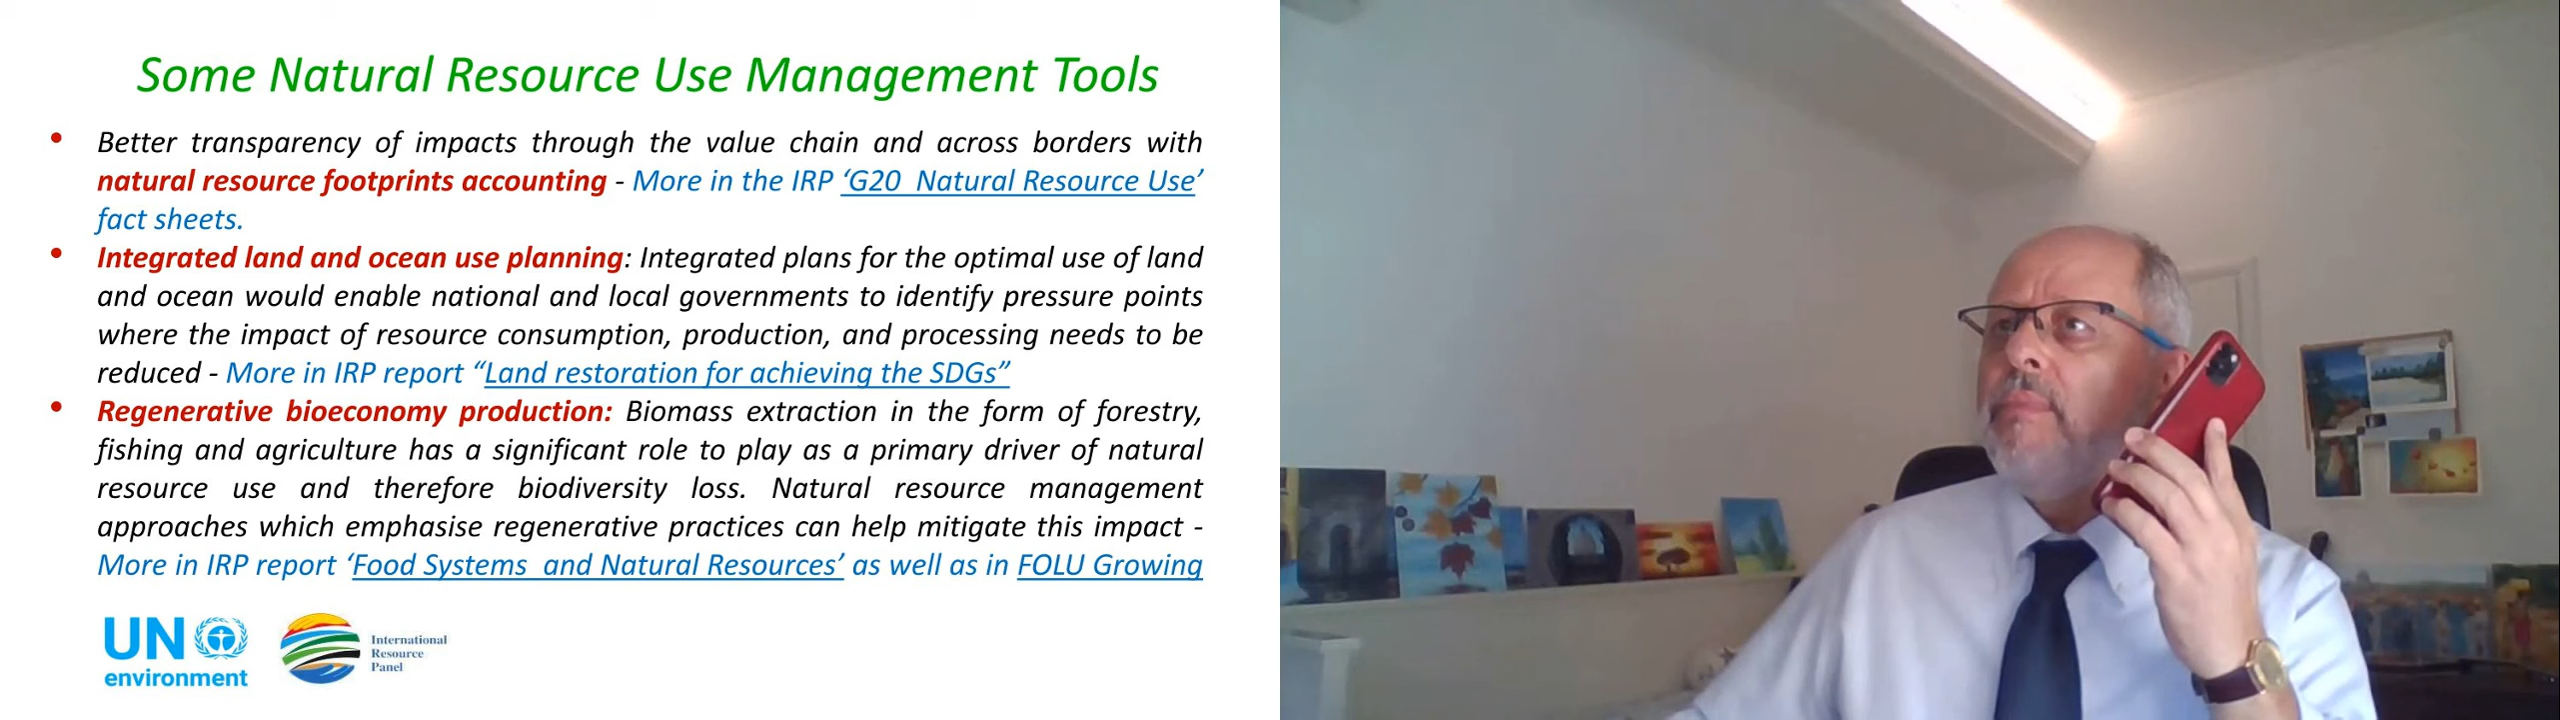 Some Natural Resource Use Management Tools
• Better transparency of impacts through the value chain and across borders with
natural resource footprints accounting - More in the IRP ‘G20 Natural Resource Use’
fact sheets.
• Integrated land and ocean use planning: Integrated plans for the optimal use of land
and ocean would enable national and local governments to identify pressure points
where the impact of resource consumption, production, and processing needs to be
reduced - More in IRP report “Land restoration for achieving the SDGs”
• Regenerative bioeconomy production: Biomass extraction in the form of forestry,
fishing and agriculture has a significant role to play as a primary driver of natural
resource use and therefore biodiversity loss. Natural resource management
approaches which emphasise regenerative practices can help mitigate this impact -
More in IRP report ‘Food Systems and Natural Resources’ as well as in FOLU Growing
UN
environment
International
Resource
Panel